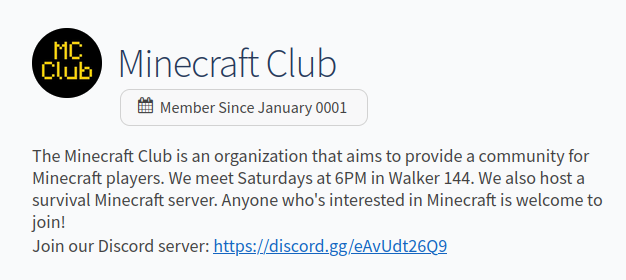 MC
Club
Minecraft Club
Member Since January 0001
The Minecraft Club is an organization that aims to provide a community for
Minecraft players. We meet Saturdays at 6PM in Walker 144. We also host a
survival Minecraft server. Anyone who's interested in Minecraft is welcome to
join!
Join our Discord server: https://discord.gg/eAvUdt26Q9